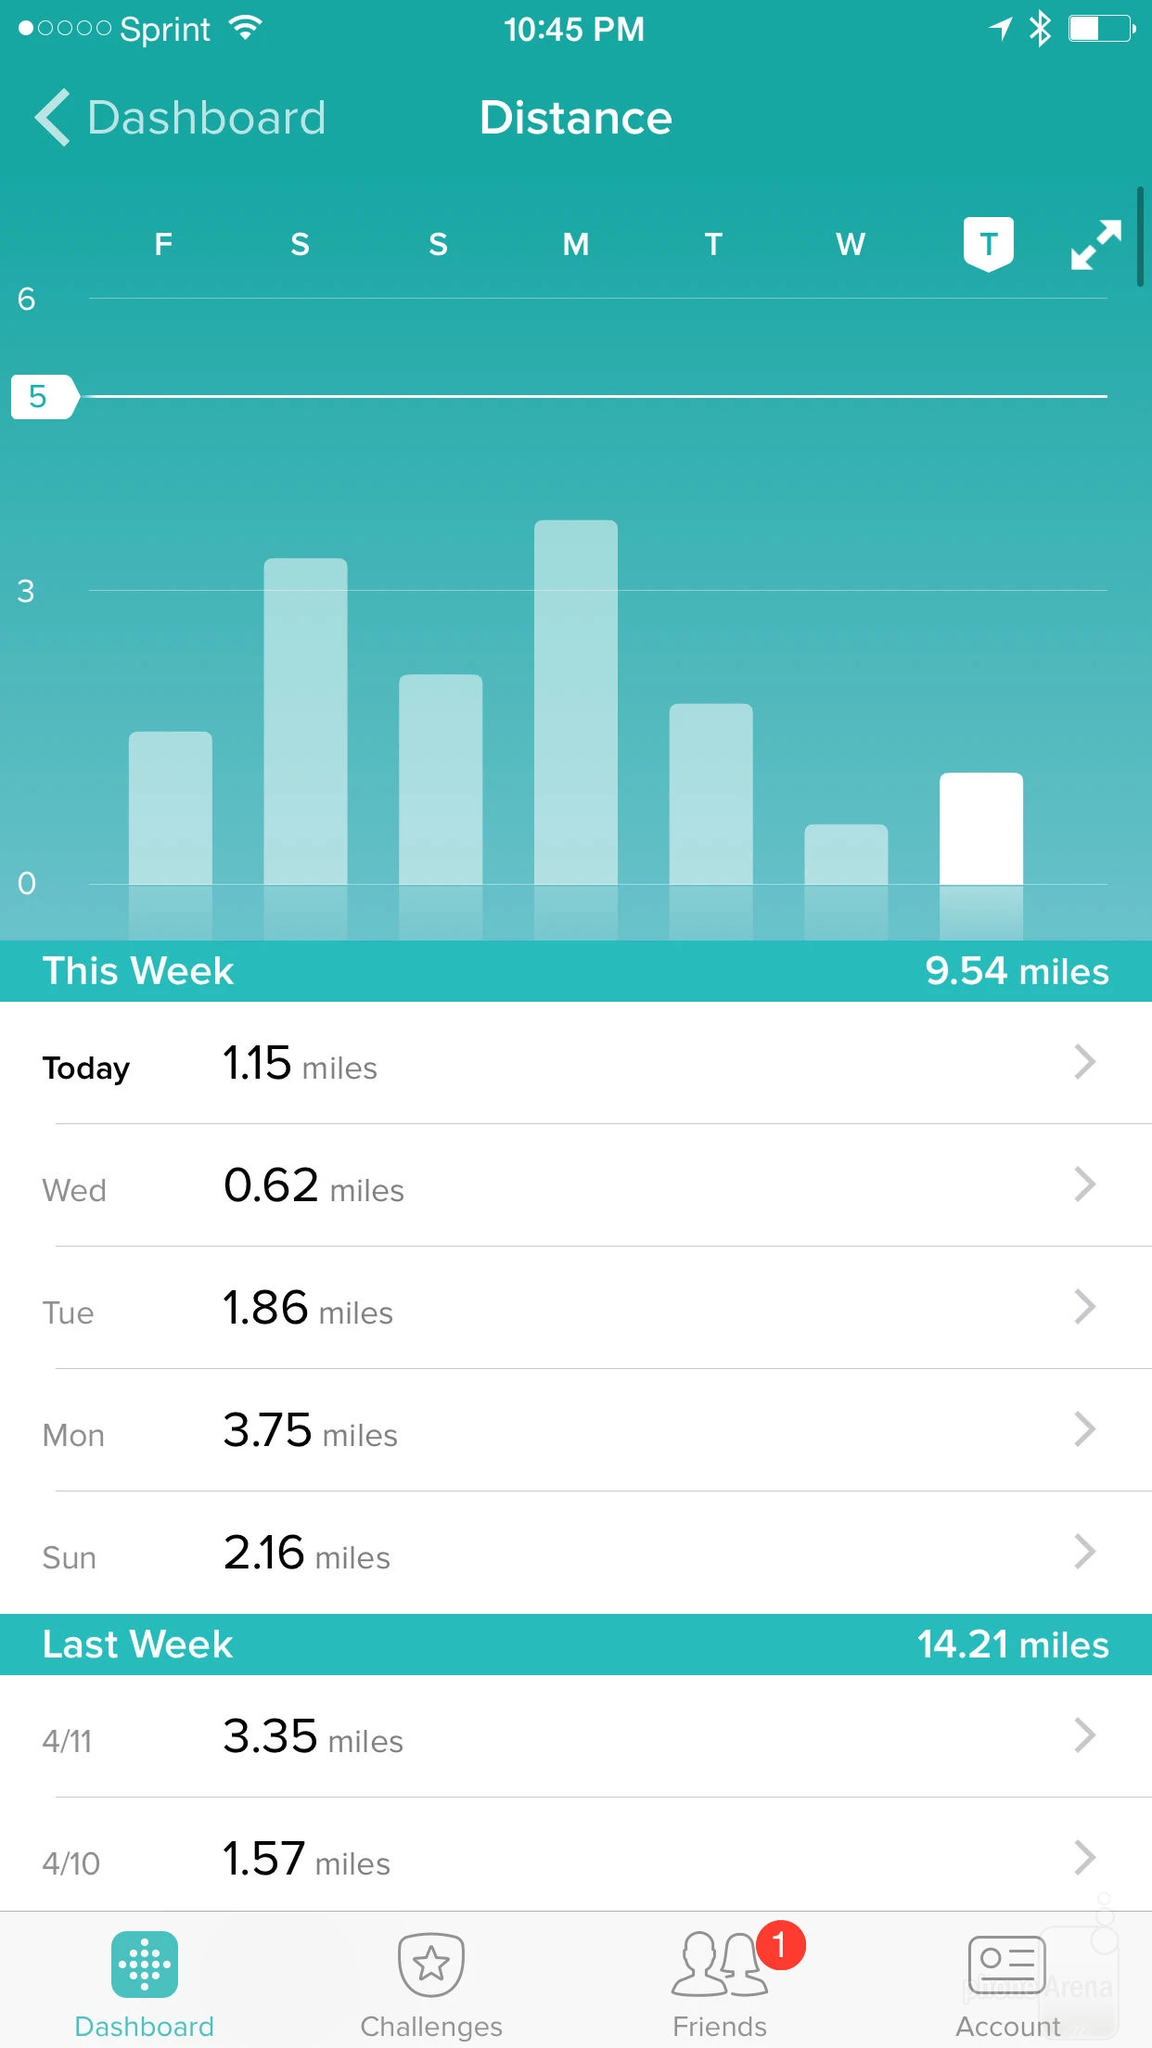 Sprint 10:45 PM
Dashboard Distance
F S S M T W T
6
5
3
0
This Week 9.54 miles
Today 1.15 miles
Wed 0.62 miles
Tue 1.86 miles
Mon 3.75 miles
Sun 2.16 miles
Last Week 14.21 miles
4/11 3.35 miles
4/10 1.57 miles
1
phoneArena
Dashboard Challenges Friends Account